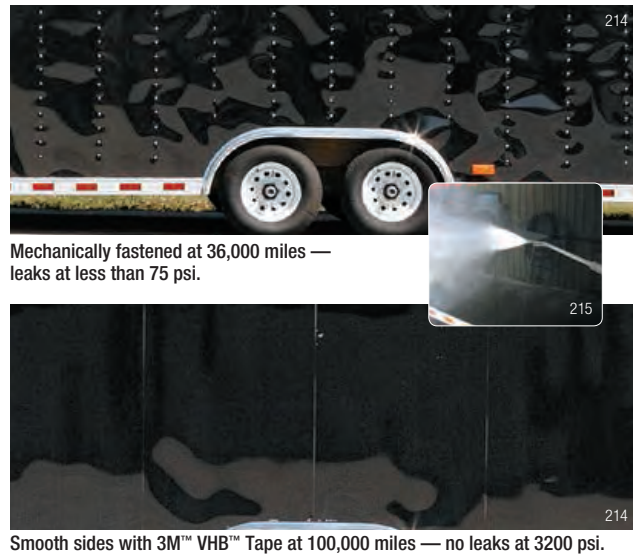 214
Mechanically fastened at 36,000 miles —
leaks at less than 75 psi.
215
214
Smooth sides with 3M™ VHB™ Tape at 100,000 miles — no leaks at 3200 psi.